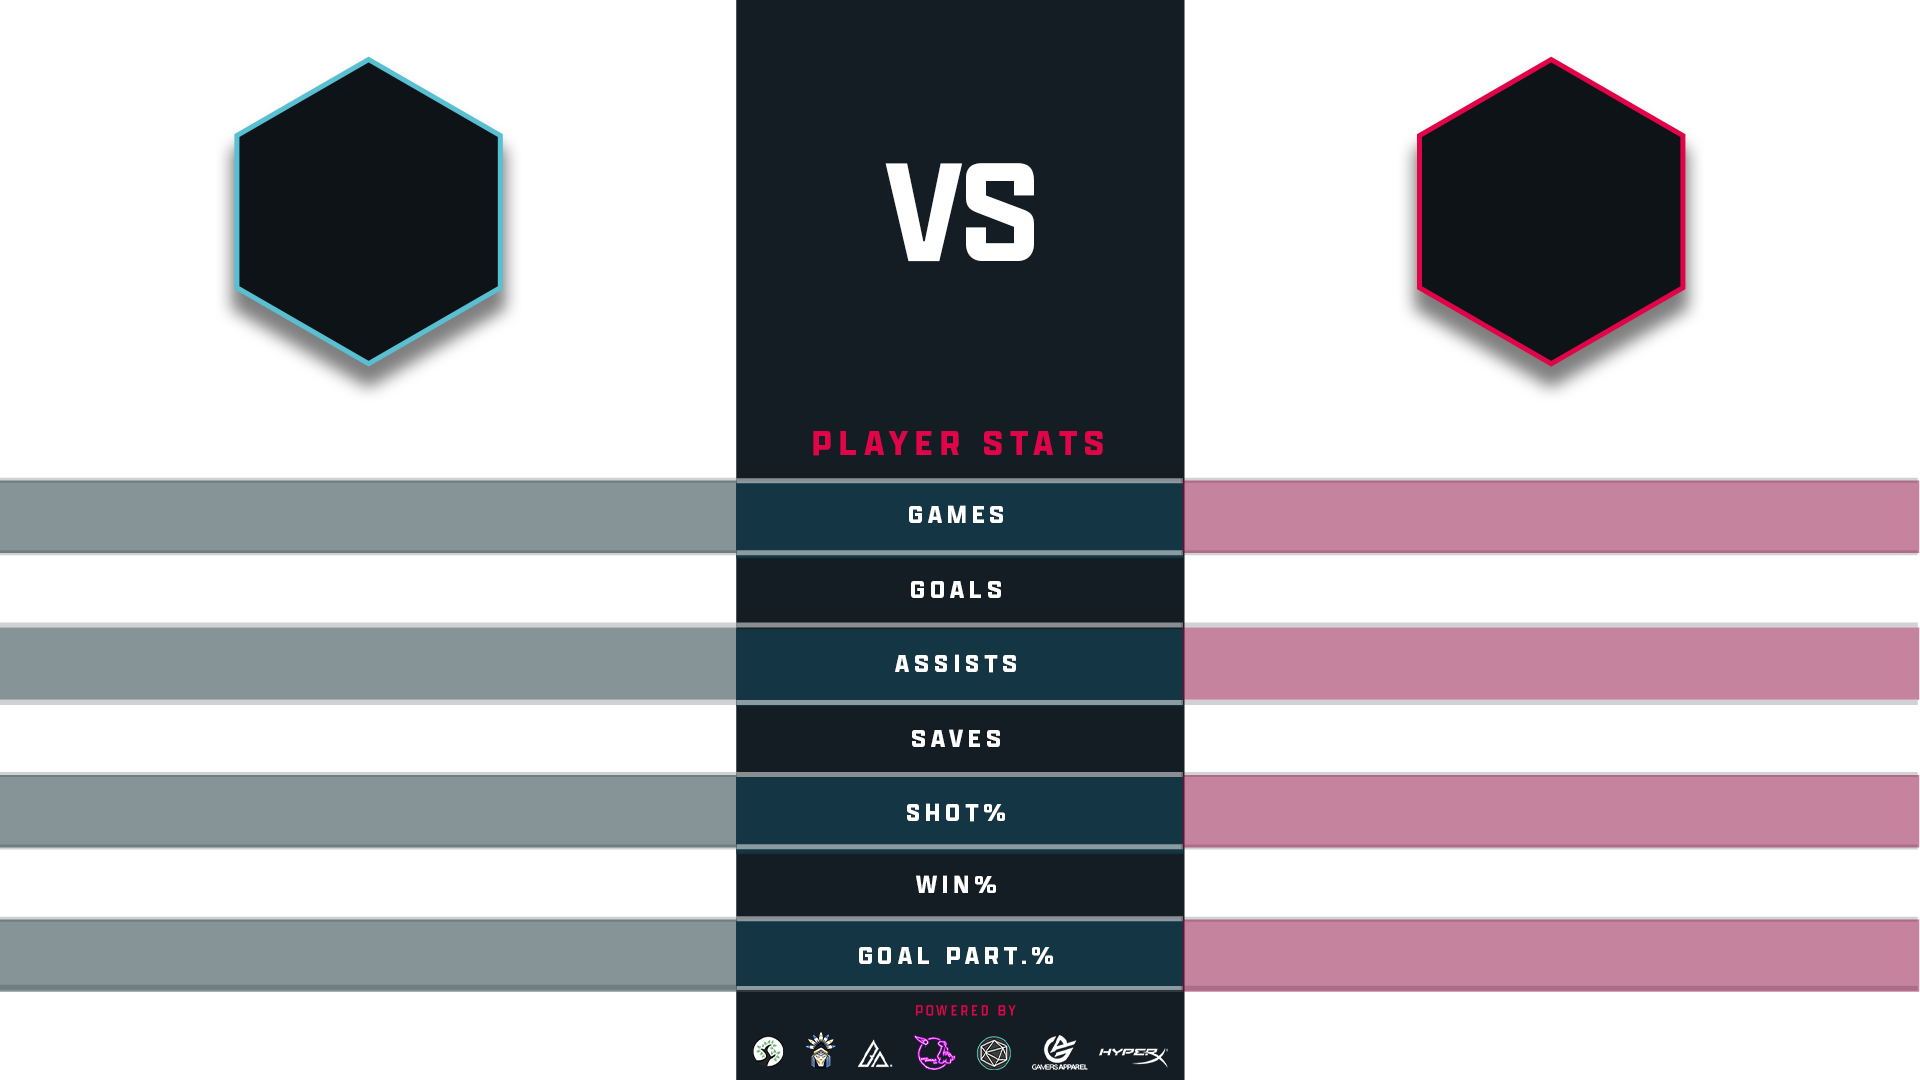 VS
PLAYER STATS
GAMES
GOALS
ASSISTS
SAVES
SHOT%
WIN%
GOAL PART.%
POWERED BY
GAMERS APPAREL
HYPERX